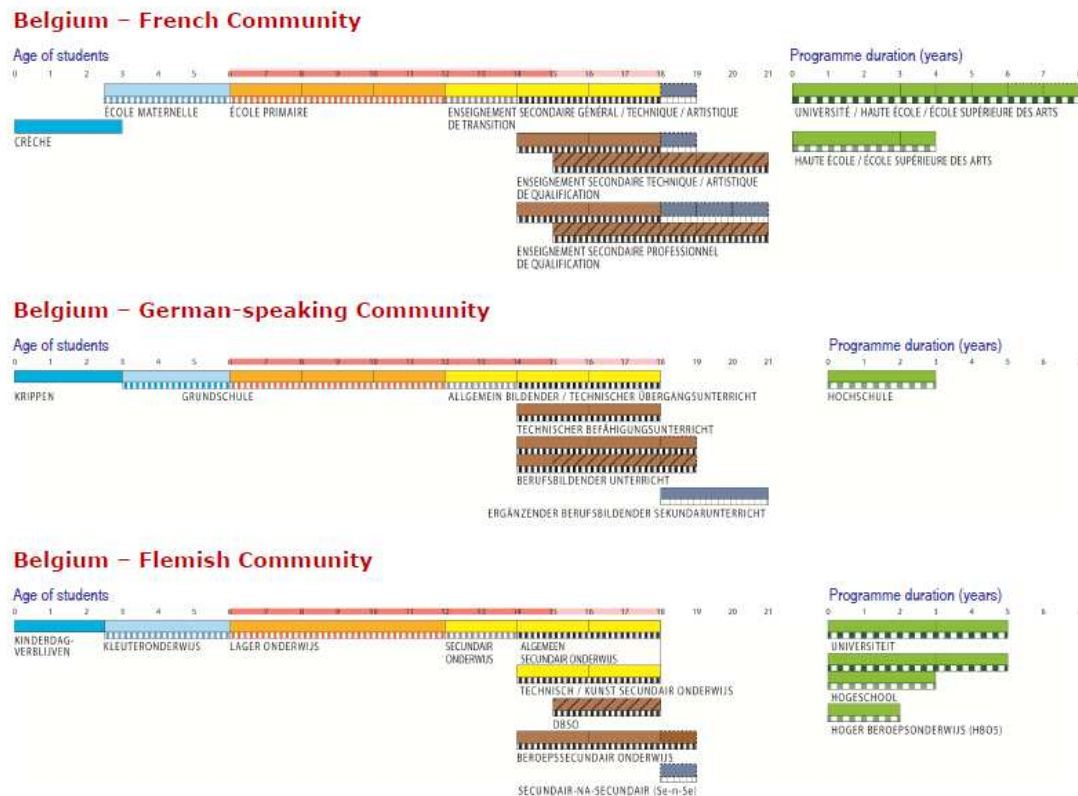 Belgium – French Community
Age of students
Programme duration (years)
0 1 2 3 4 5 6 7 8 9 10 11 12 13 14 15 16 17 18 19 20 21
0 1 2 3 4 5 6 7 8
ÉCOLE MATERNELLE
ÉCOLE PRIMAIRE
ENSEIGNEMENT SECONDAIRE GÉNÉRAL / TECHNIQUE / ARTISTIQUE
DE TRANSITION
UNIVERSITÉ / HAUTE ÉCOLE / ÉCOLE SUPÉRIEURE DES ARTS
CRÈCHE
HAUTE ÉCOLE / ÉCOLE SUPÉRIEURE DES ARTS
ENSEIGNEMENT SECONDAIRE TECHNIQUE / ARTISTIQUE
DE QUALIFICATION
ENSEIGNEMENT SECONDAIRE PROFESSIONNEL
DE QUALIFICATION
Belgium – German-speaking Community
Age of students
Programme duration (years)
0 1 2 3 4 5 6 7 8 9 10 11 12 13 14 15 16 17 18 19 20 21
0 1 2 3 4 5 6 7
KRIPPEN
GRUNDSCHULE
ALLGEMEIN BILDENDER / TECHNISCHER ÜBERGANGSUNTERRICHT
HOCHSCHULE
TECHNISCHER BEFÄHIGUNGSUNTERRICHT
BERUFSBILDENDER UNTERRICHT
ERGÄNZENDER BERUFSBILDENDER SEKUNDARUNTERRICHT
Belgium – Flemish Community
Age of students
Programme duration (years)
0 1 2 3 4 5 6 7 8 9 10 11 12 13 14 15 16 17 18 19 20 21
0 1 2 3 4 5 6 7
KINDERDAG-
VERBLIJVEN
KLEUTERONDERWIJS
LAGER ONDERWIJS
SECUNDAIR
ONDERWIJS
ALGEMEEN
SECUNDAIR ONDERWIJS
UNIVERSITEIT
TECHNISCH / KUNST SECUNDAIR ONDERWIJS
HOGESCHOOL
DBSO
HOGER BEROEPSONDERWIJS (HBO5)
BEROEPSSECUNDAIR ONDERWIJS
SECUNDAIR-NA-SECUNDAIR (Se-n-Se)